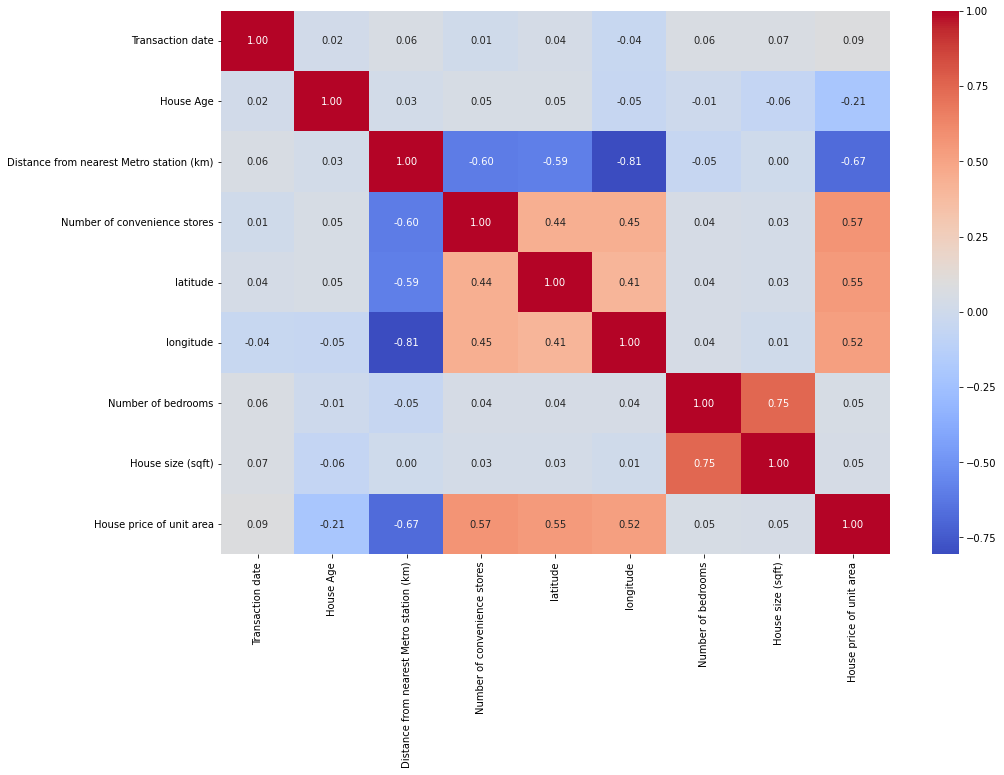 Transaction date 1.00 0.02 0.06 0.01 0.04 -0.04 0.06 0.07 0.09
House Age 0.02 1.00 0.03 0.05 0.05 -0.05 -0.01 -0.06 -0.21
Distance from nearest Metro station (km) 0.06 0.03 1.00 -0.60 -0.59 -0.81 -0.05 0.00 -0.67
Number of convenience stores 0.01 0.05 -0.60 1.00 0.44 0.45 0.04 0.03 0.57
latitude 0.04 0.05 -0.59 0.44 1.00 0.41 0.04 0.03 0.55
longitude -0.04 -0.05 -0.81 0.45 0.41 1.00 0.04 0.01 0.52
Number of bedrooms 0.06 -0.01 -0.05 0.04 0.04 0.04 1.00 0.75 0.05
House size (sqft) 0.07 -0.06 0.00 0.03 0.03 0.01 0.75 1.00 0.05
House price of unit area 0.09 -0.21 -0.67 0.57 0.55 0.52 0.05 0.05 1.00
Transaction date
House Age
Distance from nearest Metro station (km)
Number of convenience stores
latitude
longitude
Number of bedrooms
House size (sqft)
House price of unit area
1.00
0.75
0.50
0.25
0.00
−0.25
−0.50
−0.75